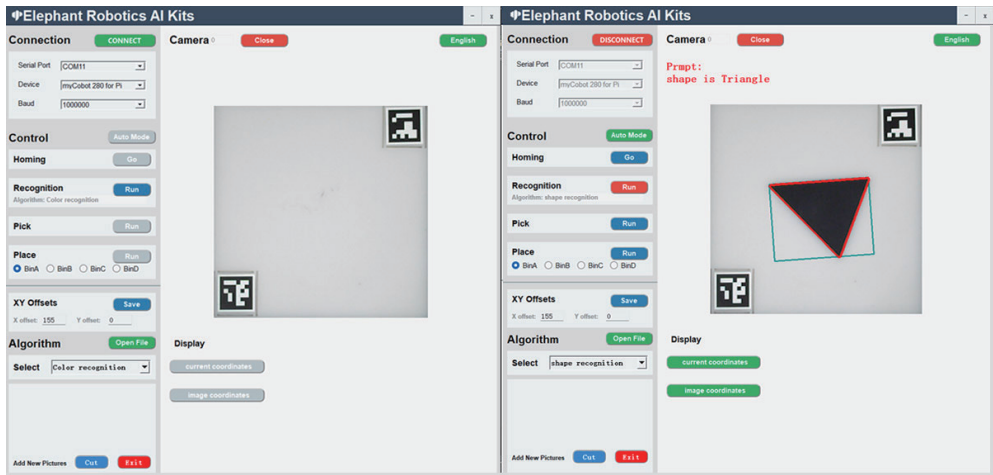 Elephant Robotics AI Kits
- x
Connection CONNECT
Serial Port COM11
Device myCobot 280 for Pi
Baud 1000000
Control Auto Mode
Homing Go
Recognition Run
Algorithm: Color recognition
Pick Run
Place Run
BinA BinB BinC BinD
XY Offsets Save
X offset: 155 Y offset: 0
Algorithm Open File
Select Color recognition
Add New Pictures Cut Exit
Camera 0 Close English
Display
current coordinates
image coordinates
Elephant Robotics AI Kits
- x
Connection DISCONNECT
Serial Port COM11
Device myCobot 280 for Pi
Baud 1000000
Control Auto Mode
Homing Go
Recognition Run
Algorithm: shape recognition
Pick Run
Place Run
BinA BinB BinC BinD
XY Offsets Save
X offset: 155 Y offset: 0
Algorithm Open File
Select shape recognition
Add New Pictures Cut Exit
Camera 0 Close English
Prmpt:
shape is Triangle
Display
current coordinates
image coordinates